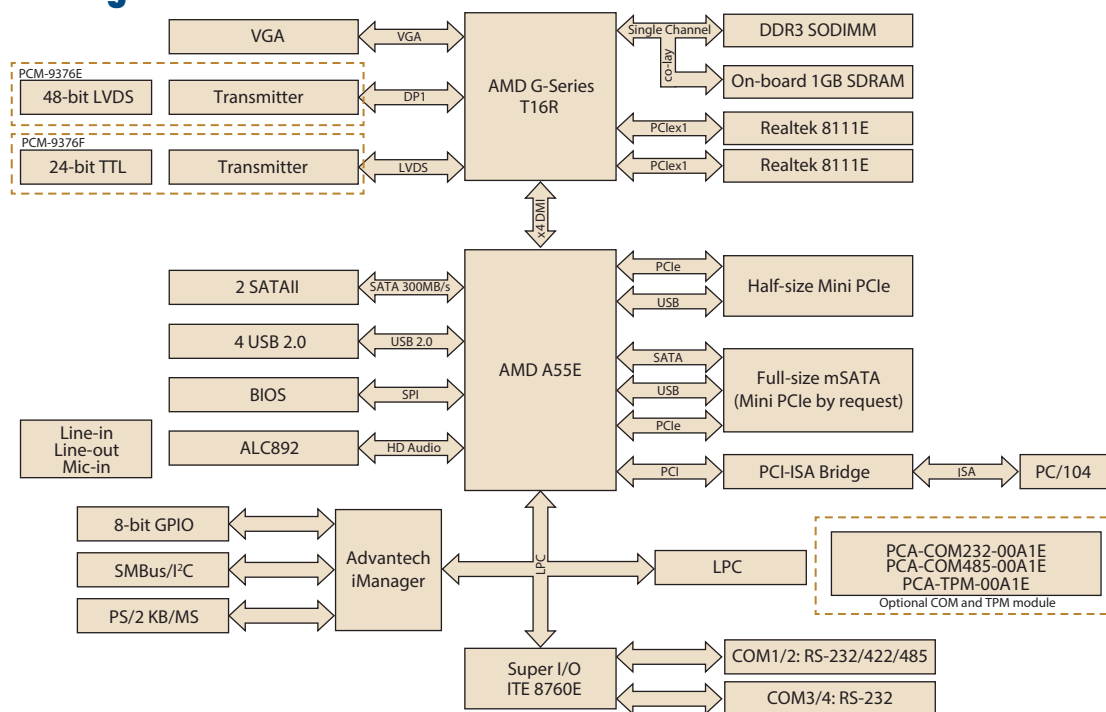 VGA
VGA
PCM-9376E
48-bit LVDS
Transmitter
DP1
PCM-9376F
24-bit TTL
Transmitter
LVDS
AMD G-Series
T16R
Single Channel
co-lay
DDR3 SODIMM
On-board 1GB SDRAM
PCIex1
Realtek 8111E
PCIex1
Realtek 8111E
x4 DMI
2 SATAII
SATA 300MB/s
4 USB 2.0
USB 2.0
BIOS
SPI
Line-in
Line-out
Mic-in
ALC892
HD Audio
AMD A55E
PCIe
USB
Half-size Mini PCIe
SATA
USB
PCIe
Full-size mSATA
(Mini PCIe by request)
PCI
PCI-ISA Bridge
ISA
PC/104
8-bit GPIO
SMBus/I²C
PS/2 KB/MS
Advantech
iManager
LPC
LPC
PCA-COM232-00A1E
PCA-COM485-00A1E
PCA-TPM-00A1E
Optional COM and TPM module
Super I/O
ITE 8760E
COM1/2: RS-232/422/485
COM3/4: RS-232